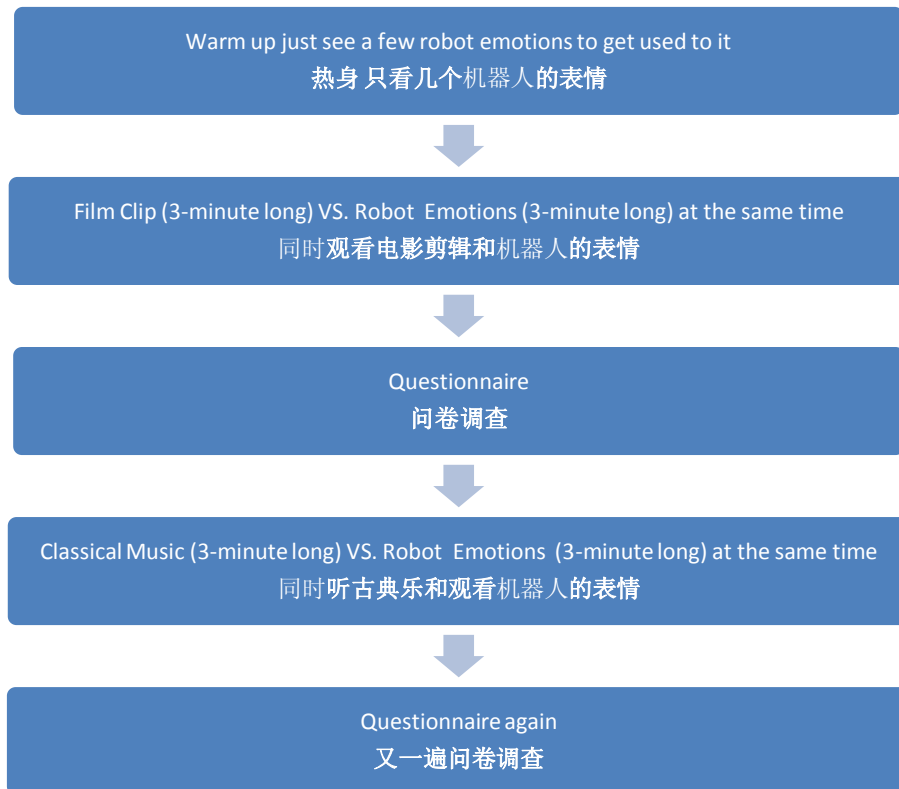 Warm up just see a few robot emotions to get used to it
热身 只看几个机器人的表情
Film Clip (3-minute long) VS. Robot Emotions (3-minute long) at the same time
同时观看电影剪辑和机器人的表情
Questionnaire
问卷调查
Classical Music (3-minute long) VS. Robot Emotions (3-minute long) at the same time
同时听古典乐和观看机器人的表情
Questionnaire again
又一遍问卷调查